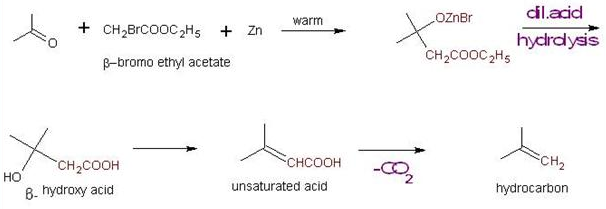 O + CH₂BrCOOC₂H₅ + Zn warm OZnBr CH₂COOC₂H₅ dil.acid hydrolysis
β-bromo ethyl acetate
HO CH₂COOH CHCOOH -CO₂ CH₂
β- hydroxy acid unsaturated acid hydrocarbon